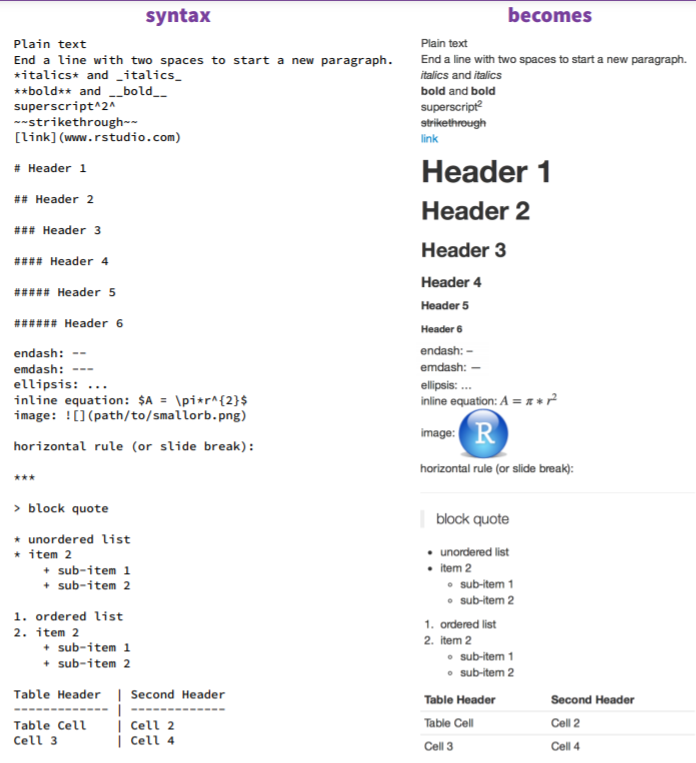 syntax
Plain text
End a line with two spaces to start a new paragraph.
*italics* and _italics_
**bold** and __bold__
superscript^2^
~~strikethrough~~
[link](www.rstudio.com)
# Header 1
## Header 2
### Header 3
#### Header 4
##### Header 5
###### Header 6
endash: --
emdash: ---
ellipsis: ...
inline equation: $A = \pi*r^{2}$
image: ![](path/to/smallorb.png)
horizontal rule (or slide break):
***
> block quote
* unordered list
* item 2
    + sub-item 1
    + sub-item 2
1. ordered list
2. item 2
    + sub-item 1
    + sub-item 2
Table Header  | Second Header
------------- | -------------
Table Cell    | Cell 2
Cell 3        | Cell 4
becomes
Plain text
End a line with two spaces to start a new paragraph.
italics and italics
bold and bold
superscript²
strikethrough
link
Header 1
Header 2
Header 3
Header 4
Header 5
Header 6
endash: –
emdash: —
ellipsis: …
inline equation: A = π * r²
image: R
horizontal rule (or slide break):
block quote
• unordered list
• item 2
    ◦ sub-item 1
    ◦ sub-item 2
1. ordered list
2. item 2
    ◦ sub-item 1
    ◦ sub-item 2
Table Header Second Header
Table Cell Cell 2
Cell 3 Cell 4